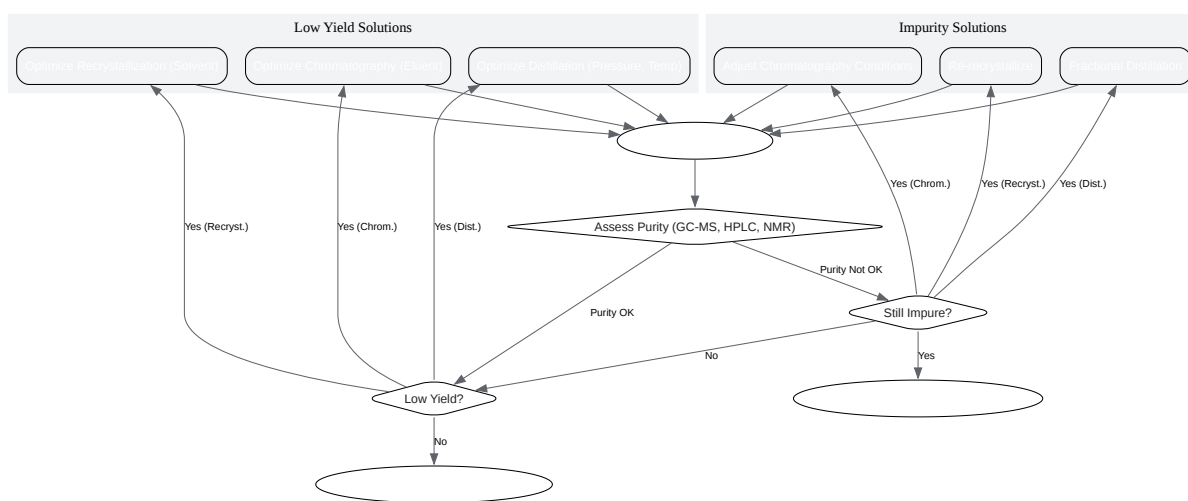 Low Yield Solutions
Impurity Solutions
Optimize Recrystallization (Solvent)
Optimize Chromatography (Eluent)
Optimize Distillation (Pressure, Temp)
Adjust Chromatography Conditions
Re-recrystallize
Fractional Distillation
Yes (Chrom.)
Yes (Recryst.)
Yes (Dist.)
Yes (Recryst.)
Yes (Chrom.)
Yes (Dist.)
Assess Purity (GC-MS, HPLC, NMR)
Purity Not OK
Purity OK
Still Impure?
No
Yes
Low Yield?
No